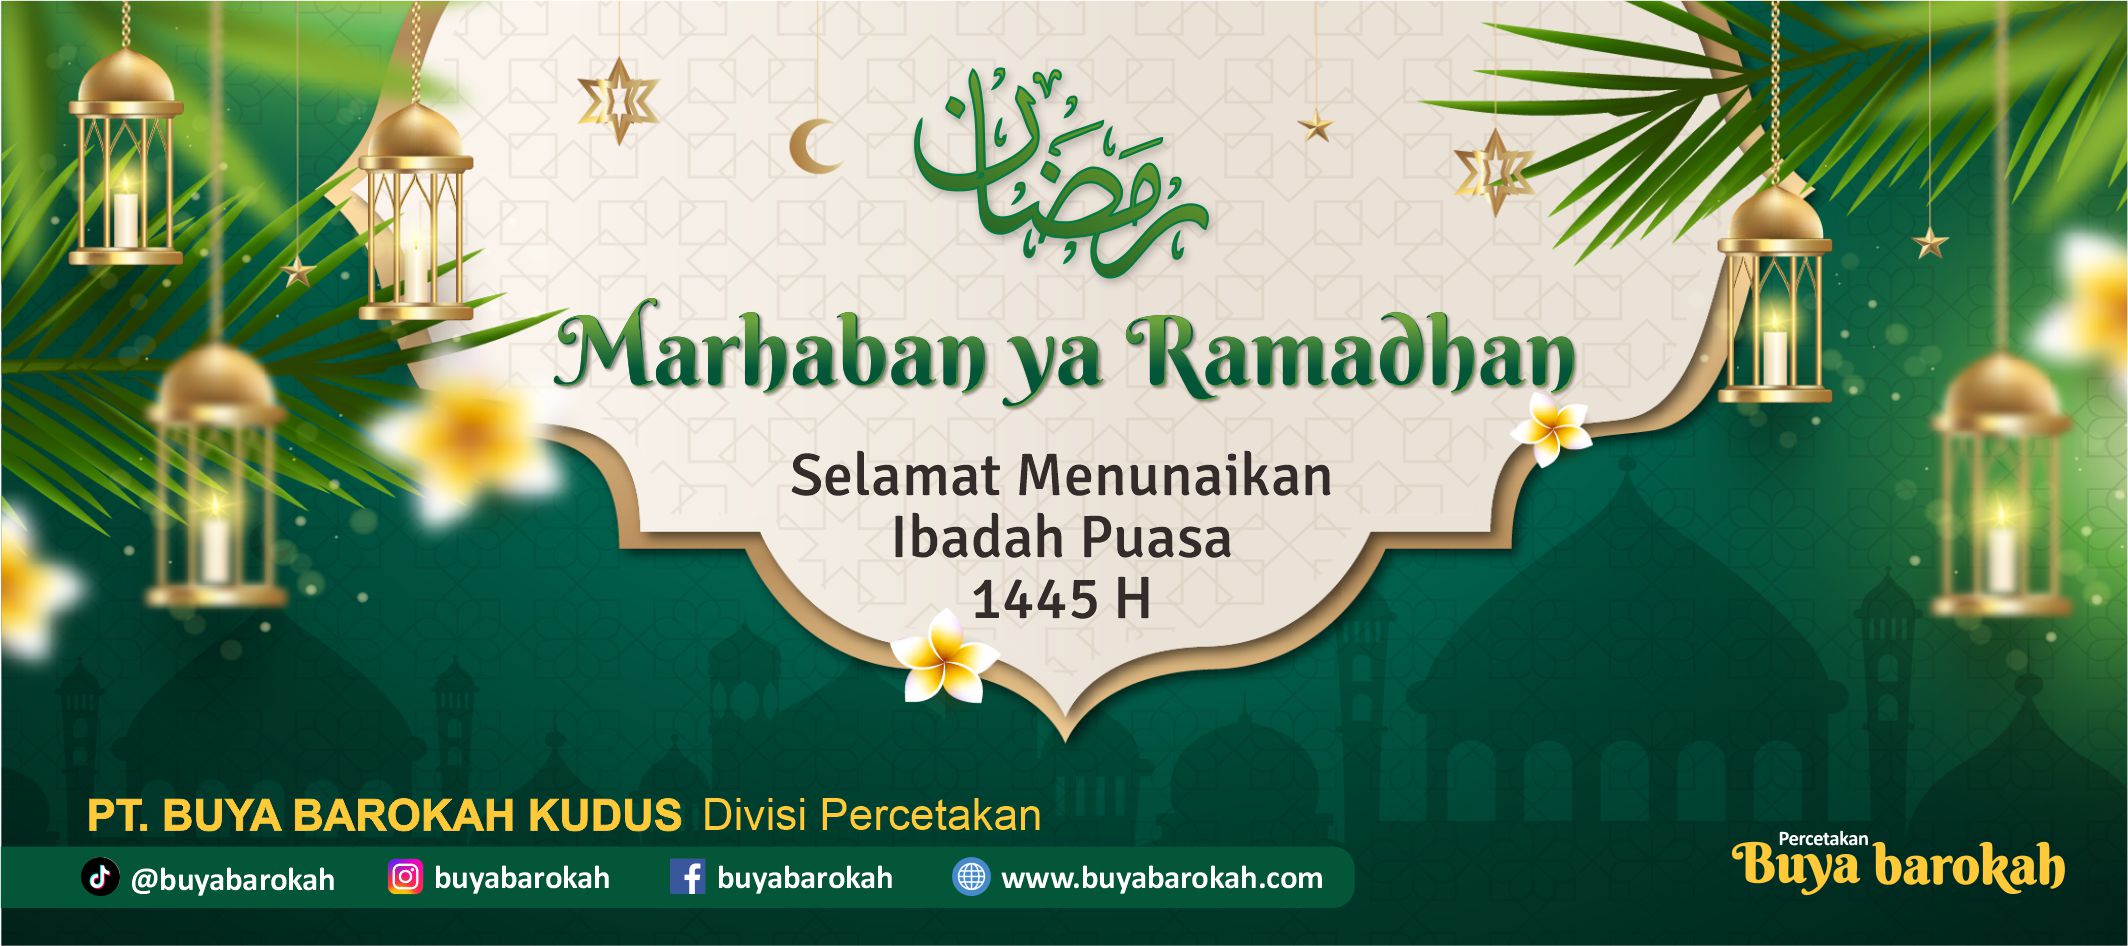 رمضان
Marhaban ya Ramadhan
Selamat Menunaikan
Ibadah Puasa
1445 H
PT. BUYA BAROKAH KUDUS Divisi Percetakan
@buyabarokah buyabarokah buyabarokah www.buyabarokah.com
Percetakan
Buya barokah